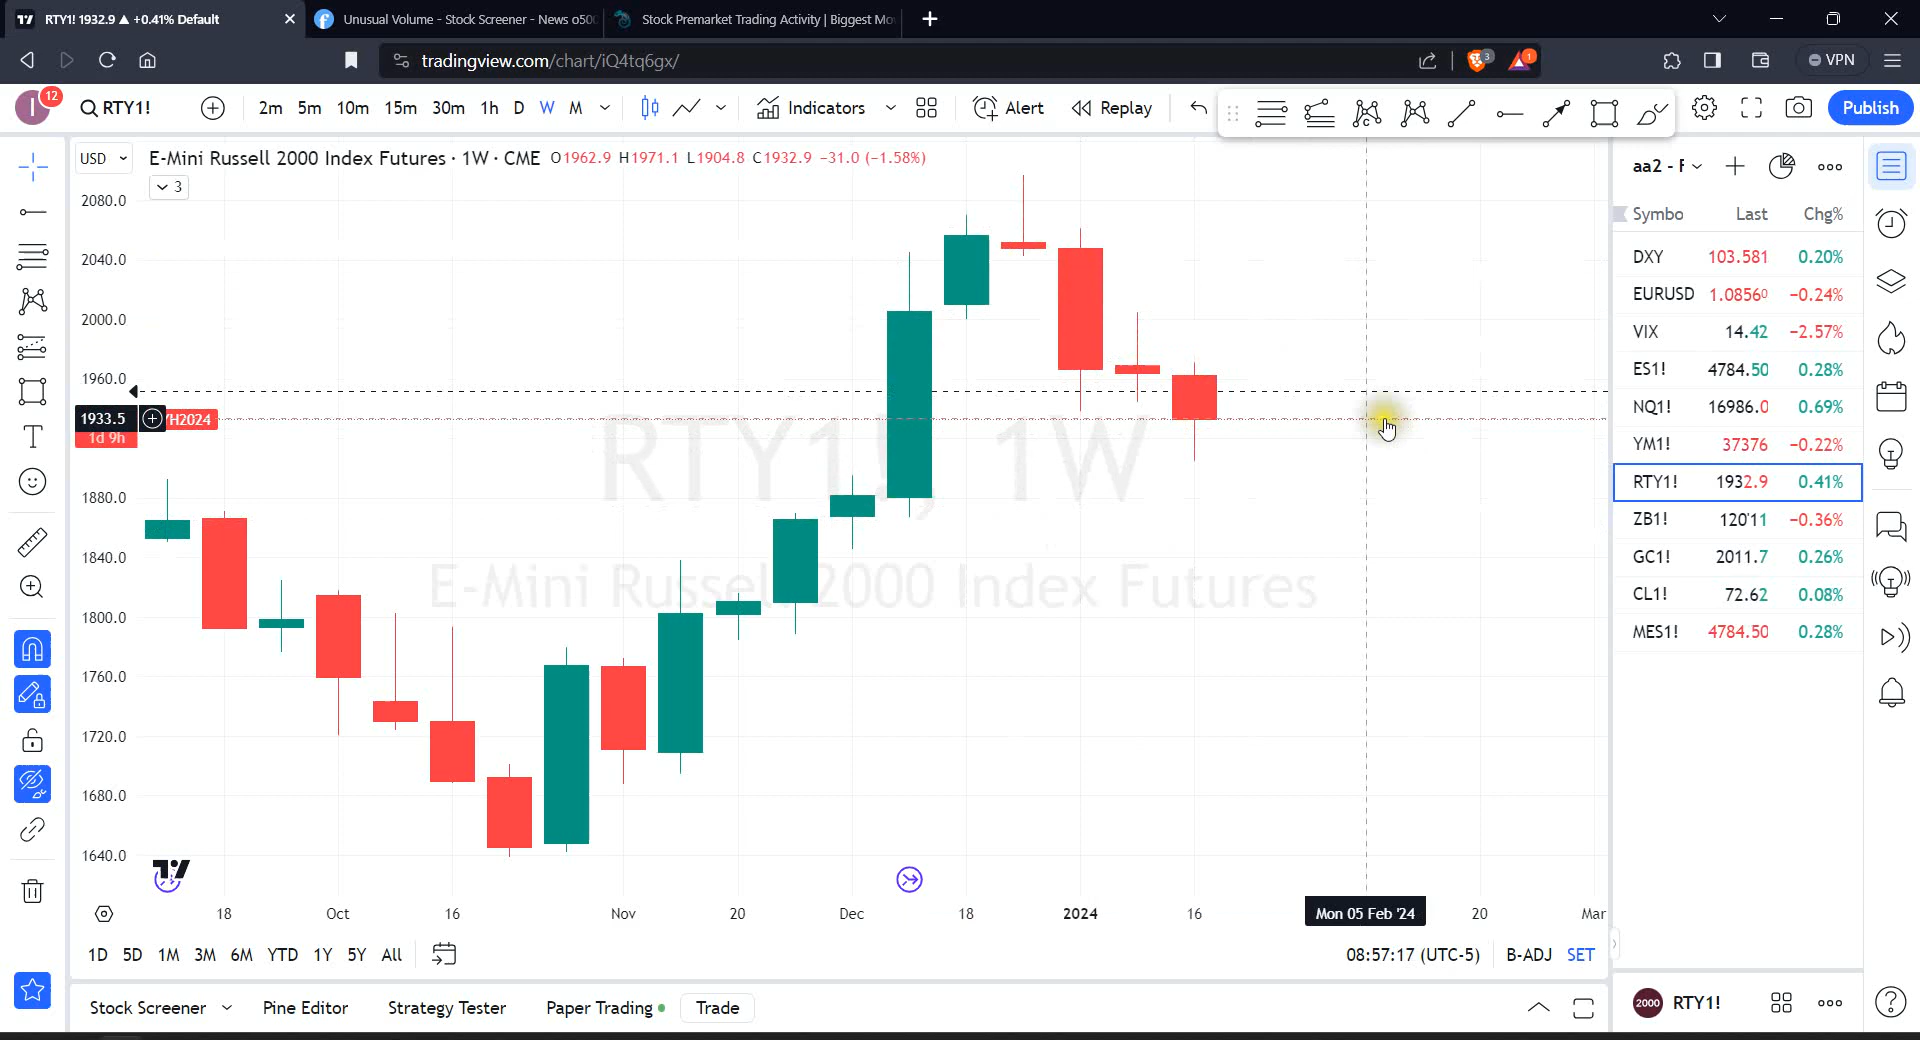 RTY1! 1932.9 ▲ +0.41% Default
Unusual Volume - Stock Screener - News o500
Stock Premarket Trading Activity | Biggest Mo
tradingview.com/chart/iQ4tq6gx/
3
1
VPN
I
12
RTY1!
2m 5m 10m 15m 30m 1h D W M
Indicators
Alert
Replay
Publish
USD
E-Mini Russell 2000 Index Futures · 1W · CME O1962.9 H1971.1 L1904.8 C1932.9 −31.0 (−1.58%)
3
2080.0
2040.0
2000.0
1960.0
1933.5
H2024
1d 9h
1880.0
1840.0
1800.0
1760.0
1720.0
1680.0
1640.0
RTY1!, 1W
E-Mini Russell 2000 Index Futures
18 Oct 16 Nov 20 Dec 18 2024 16 Mon 05 Feb '24 20 Mar
1D 5D 1M 3M 6M YTD 1Y 5Y All
08:57:17 (UTC-5) B-ADJ SET
Stock Screener
Pine Editor
Strategy Tester
Paper Trading
Trade
aa2 - F
Symbo Last Chg%
DXY 103.581 0.20%
EURUSD 1.08560 −0.24%
VIX 14.42 −2.57%
ES1! 4784.50 0.28%
NQ1! 16986.0 0.69%
YM1! 37376 −0.22%
RTY1! 1932.9 0.41%
ZB1! 120'11 −0.36%
GC1! 2011.7 0.26%
CL1! 72.62 0.08%
MES1! 4784.50 0.28%
2000 RTY1!